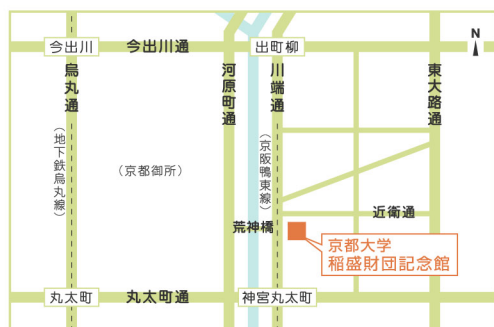 N
今出川
今出川通
出町柳
烏丸通
河原町通
川端通
東大路通
（地下鉄烏丸線）
（京都御所）
（京阪鴨東線）
近衛通
荒神橋
京都大学
稲盛財団記念館
丸太町
丸太町通
神宮丸太町